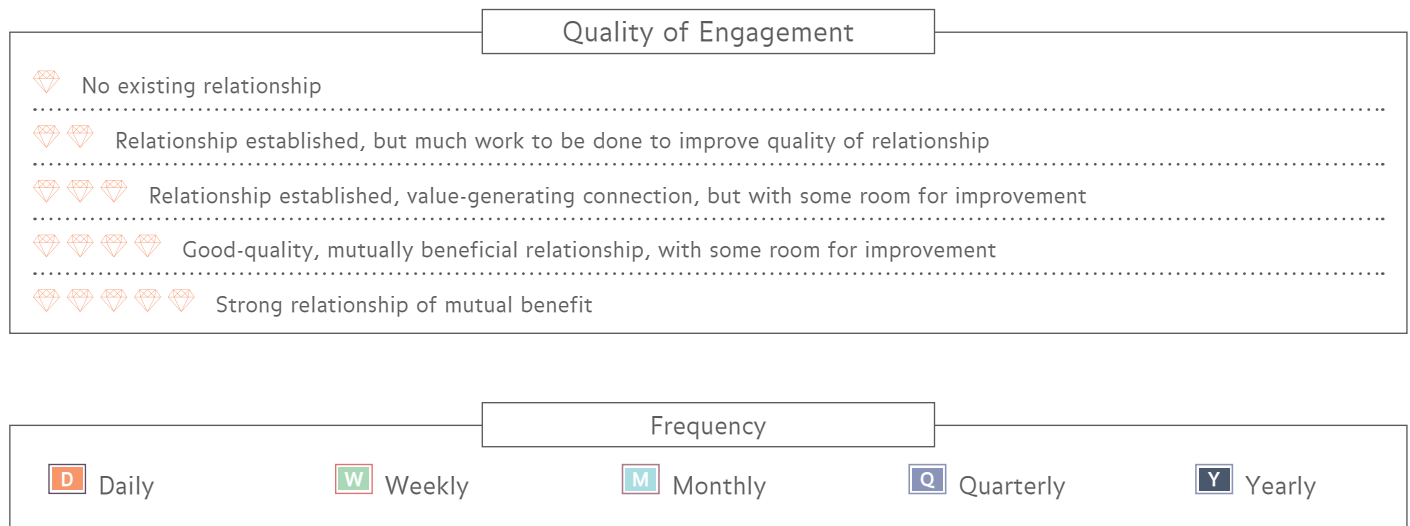 Quality of Engagement
No existing relationship
Relationship established, but much work to be done to improve quality of relationship
Relationship established, value-generating connection, but with some room for improvement
Good-quality, mutually beneficial relationship, with some room for improvement
Strong relationship of mutual benefit
Frequency
D Daily W Weekly M Monthly Q Quarterly Y Yearly